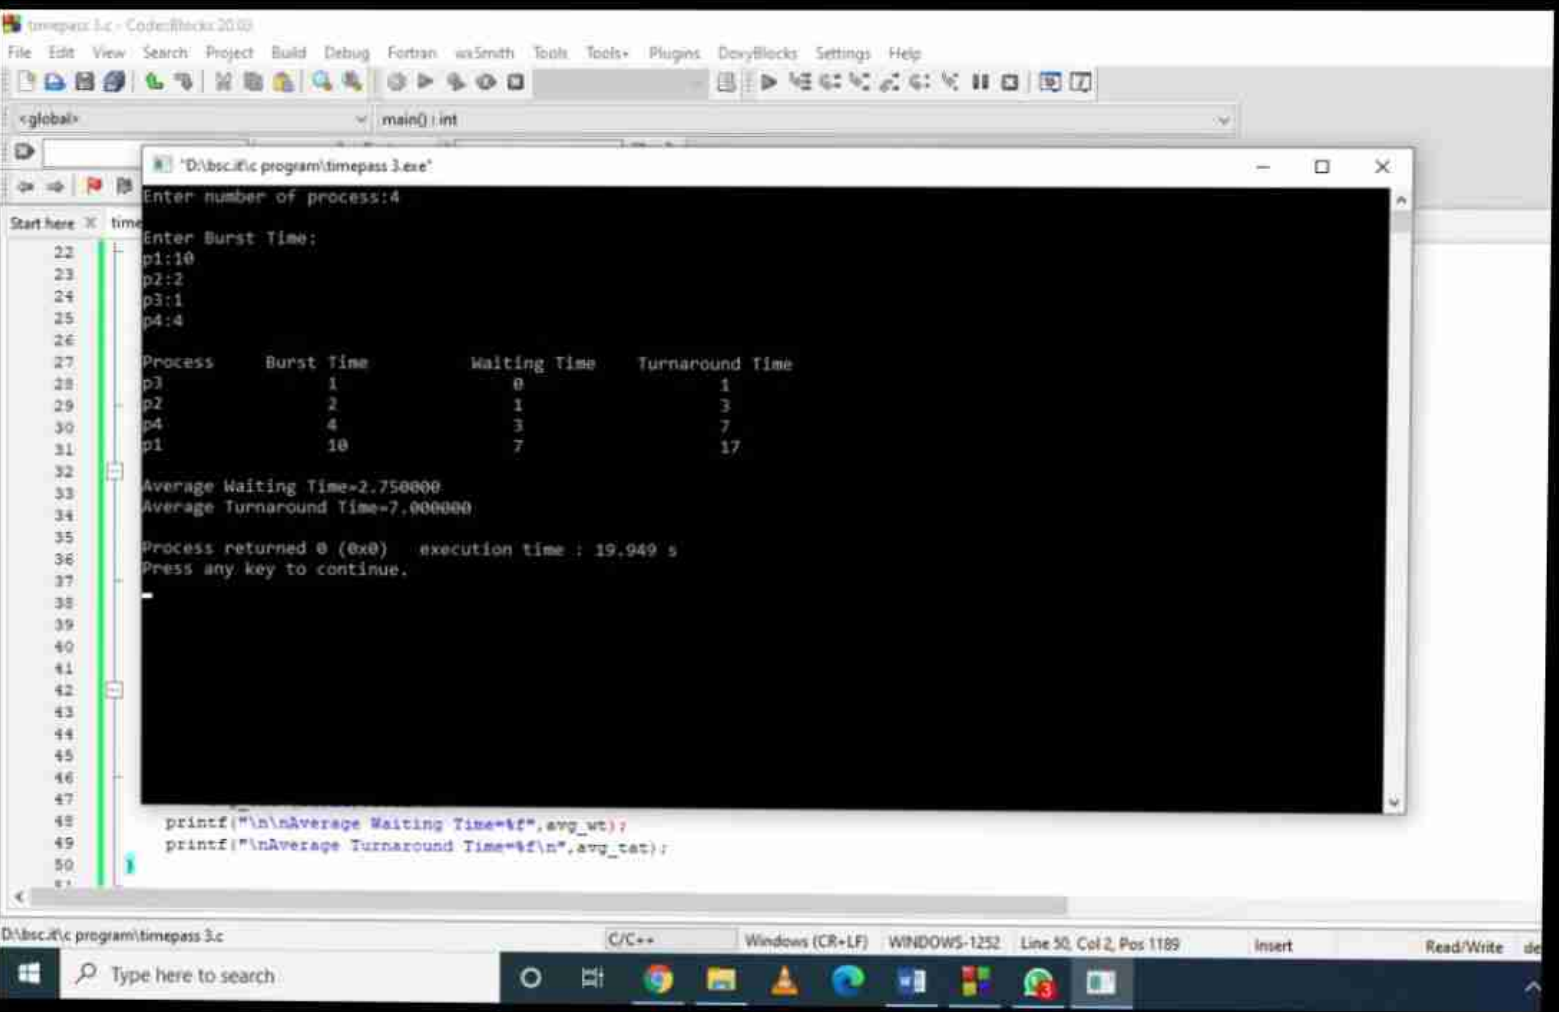 timepass 3.c - Code::Blocks 20.03
File Edit View Search Project Build Debug Fortran wxSmith Tools Tools+ Plugins DoxyBlocks Settings Help
<global> main() : int
"D:\bsc.it\c program\timepass 3.exe"
Start here time
Enter number of process:4
Enter Burst Time:
p1:10
p2:2
p3:1
p4:4
Process Burst Time Waiting Time Turnaround Time
p3 1 0 1
p2 2 1 3
p4 4 3 7
p1 10 7 17
Average Waiting Time=2.750000
Average Turnaround Time=7.000000
Process returned 0 (0x0) execution time : 19.949 s
Press any key to continue.
22
23
24
25
26
27
28
29
30
31
32
33
34
35
36
37
38
39
40
41
42
43
44
45
46
47
48 printf("\n\nAverage Waiting Time=%f",avg_wt);
49 printf("\nAverage Turnaround Time=%f\n",avg_tat);
50 }
51
D:\bsc.it\c program\timepass 3.c C/C++ Windows (CR+LF) WINDOWS-1252 Line 50, Col 2, Pos 1189 Insert Read/Write de
Type here to search
3